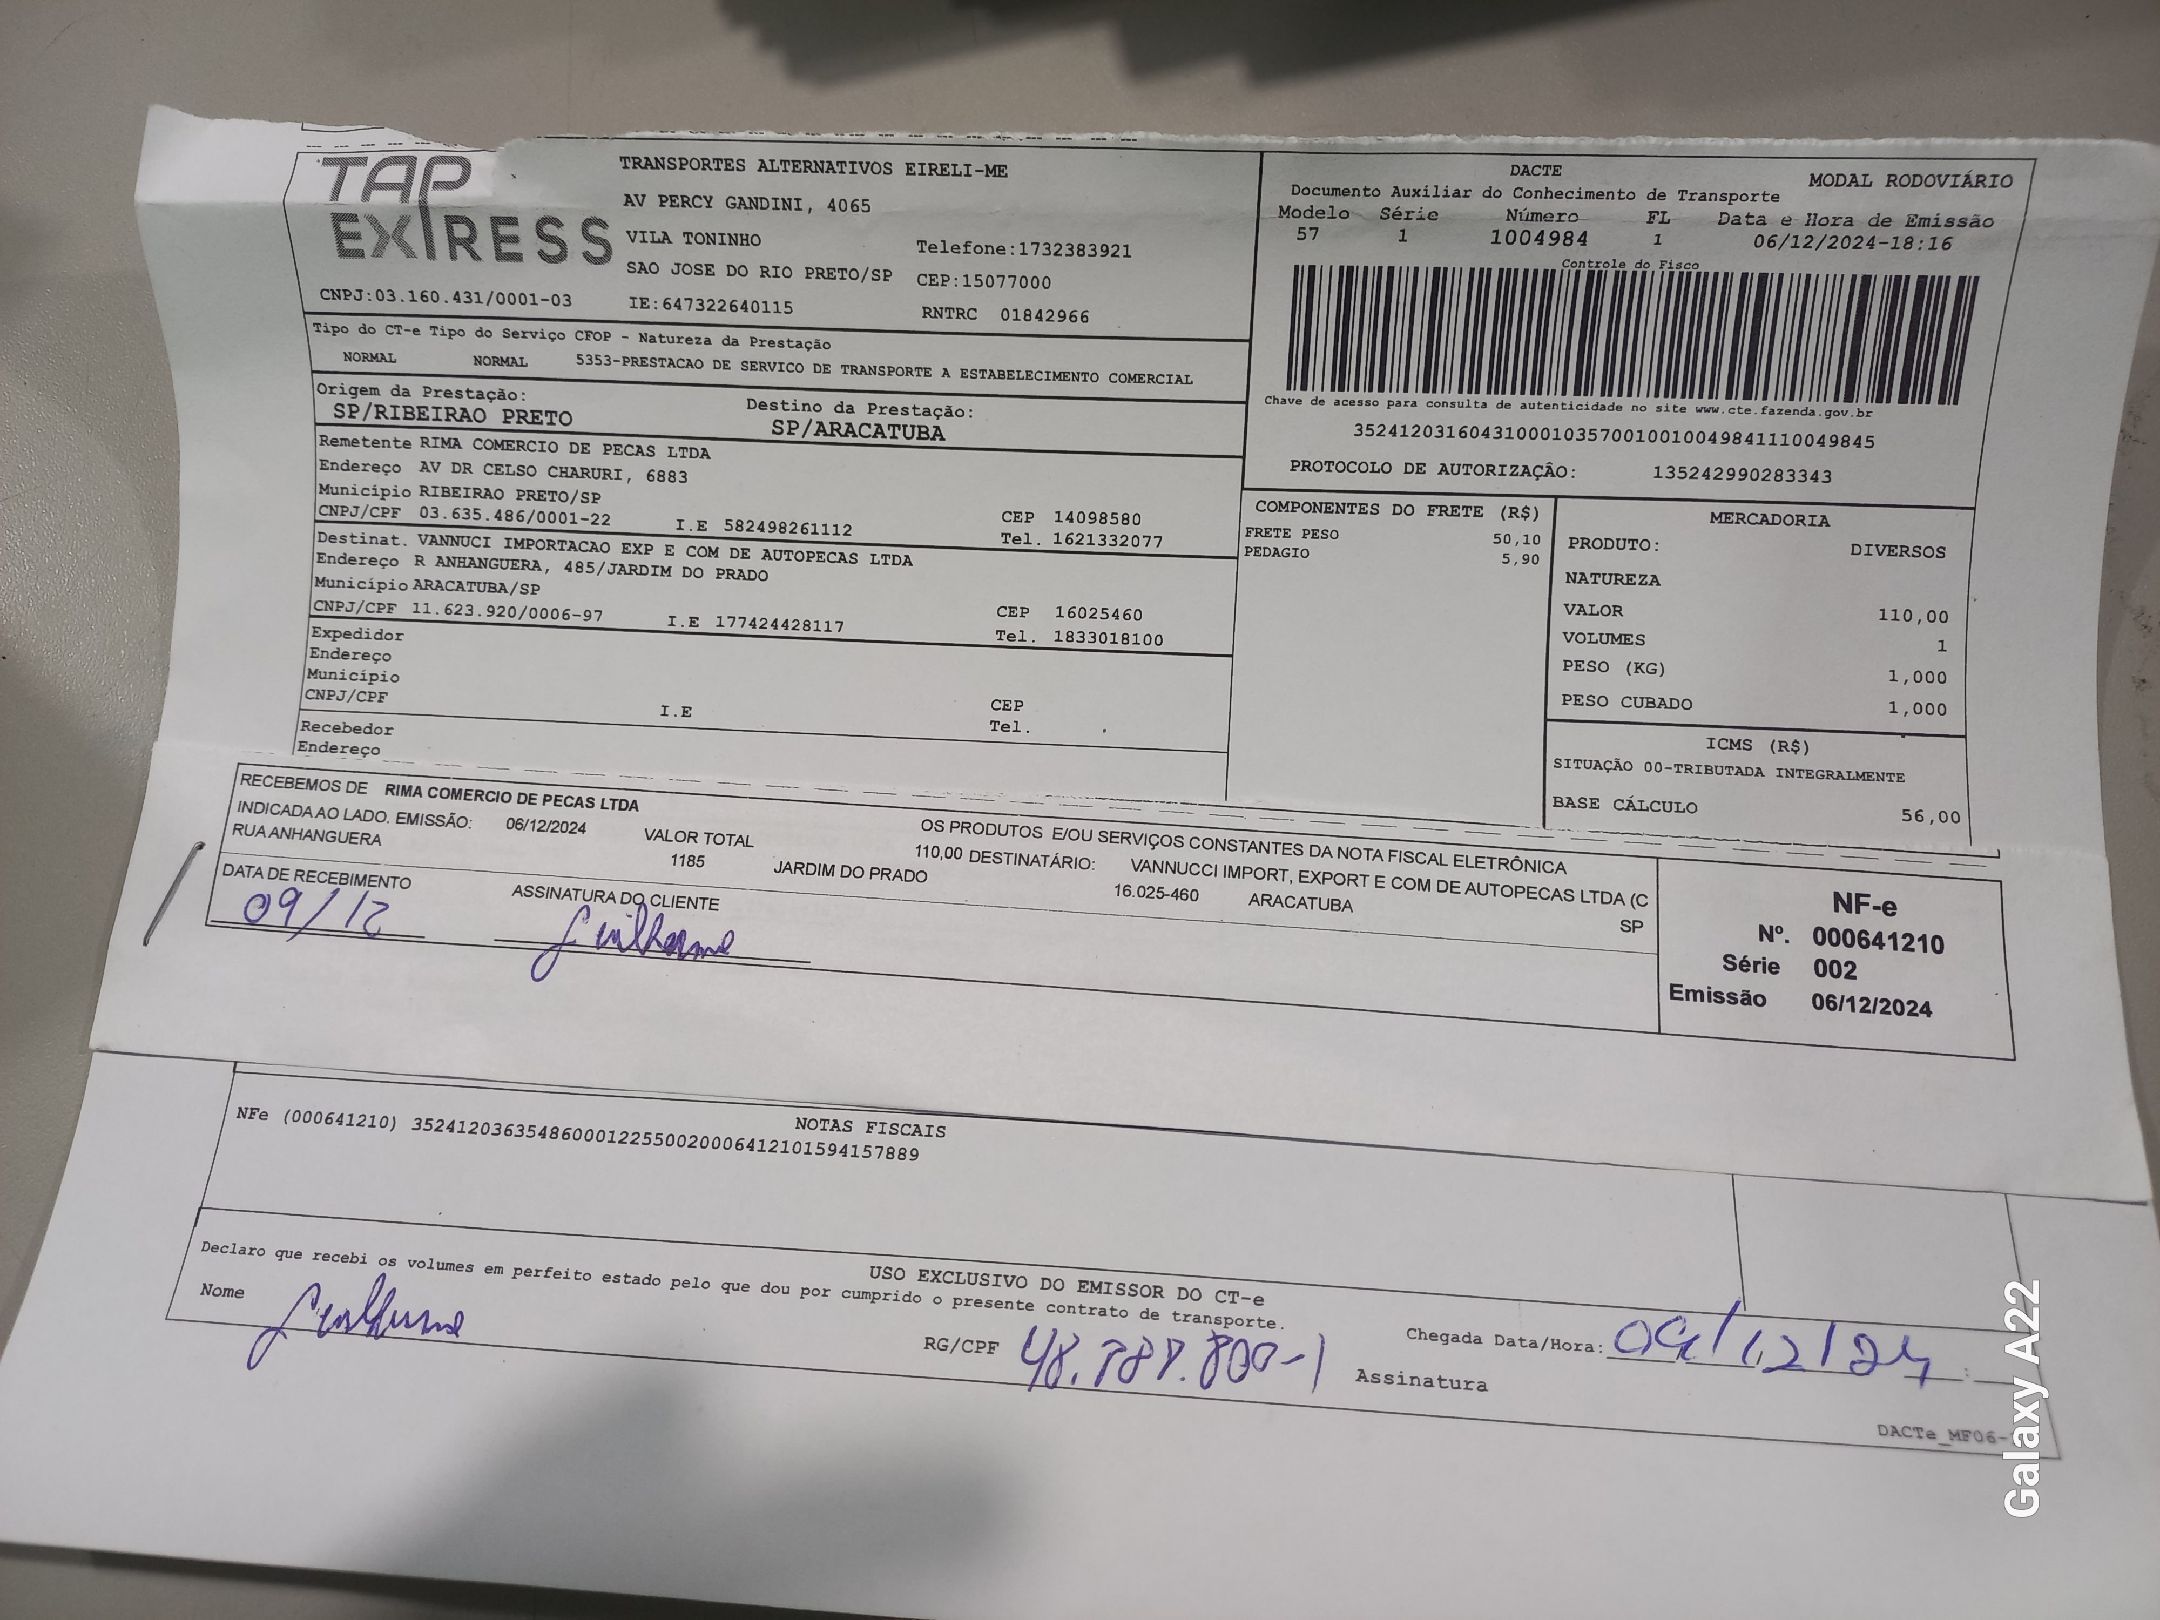 TAP EXPRESS
TRANSPORTES ALTERNATIVOS EIRELI-ME
AV PERCY GANDINI, 4065
VILA TONINHO
Telefone:1732383921
SAO JOSE DO RIO PRETO/SP CEP:15077000
CNPJ:03.160.431/0001-03 IE:647322640115 RNTRC 01842966
DACTE
MODAL RODOVIÁRIO
Documento Auxiliar do Conhecimento de Transporte
Modelo Série Número FL Data e Hora de Emissão
57 1 1004984 1 06/12/2024-18:16
Controle do Fisco
Chave de acesso para consulta de autenticidade no site www.cte.fazenda.gov.br
35241203160431000103570010010049841110049845
PROTOCOLO DE AUTORIZAÇÃO: 135242990283343
Tipo do CT-e Tipo do Serviço CFOP - Natureza da Prestação
NORMAL NORMAL 5353-PRESTACAO DE SERVICO DE TRANSPORTE A ESTABELECIMENTO COMERCIAL
Origem da Prestação: Destino da Prestação:
SP/RIBEIRAO PRETO SP/ARACATUBA
Remetente RIMA COMERCIO DE PECAS LTDA
Endereço AV DR CELSO CHARURI, 6883
Município RIBEIRAO PRETO/SP CEP 14098580
CNPJ/CPF 03.635.486/0001-22 I.E 582498261112 Tel. 1621332077
Destinat. VANNUCI IMPORTACAO EXP E COM DE AUTOPECAS LTDA
Endereço R ANHANGUERA, 485/JARDIM DO PRADO
Município ARACATUBA/SP CEP 16025460
CNPJ/CPF 11.623.920/0006-97 I.E 177424428117 Tel. 1833018100
Expedidor
Endereço
Município CEP
CNPJ/CPF I.E Tel.
Recebedor
Endereço
COMPONENTES DO FRETE (R$)
FRETE PESO 50,10
PEDAGIO 5,90
MERCADORIA
PRODUTO: DIVERSOS
NATUREZA
VALOR 110,00
VOLUMES 1
PESO (KG) 1,000
PESO CUBADO 1,000
ICMS (R$)
SITUAÇÃO 00-TRIBUTADA INTEGRALMENTE
BASE CÁLCULO 56,00
RECEBEMOS DE RIMA COMERCIO DE PECAS LTDA OS PRODUTOS E/OU SERVIÇOS CONSTANTES DA NOTA FISCAL ELETRÔNICA
INDICADA AO LADO. EMISSÃO: 06/12/2024 VALOR TOTAL 110,00 DESTINATÁRIO: VANNUCCI IMPORT, EXPORT E COM DE AUTOPECAS LTDA (C
RUA ANHANGUERA 1185 JARDIM DO PRADO 16.025-460 ARACATUBA SP
DATA DE RECEBIMENTO ASSINATURA DO CLIENTE
09/12 Guilherme
NF-e
Nº. 000641210
Série 002
Emissão 06/12/2024
NOTAS FISCAIS
NFe (000641210) 35241203635486000122550020006412101594157889
USO EXCLUSIVO DO EMISSOR DO CT-e
Declaro que recebi os volumes em perfeito estado pelo que dou por cumprido o presente contrato de transporte.
Nome Guilherme RG/CPF Chegada Data/Hora: 09/12/24 :
Assinatura
DACTe_MF06-
Galaxy A22